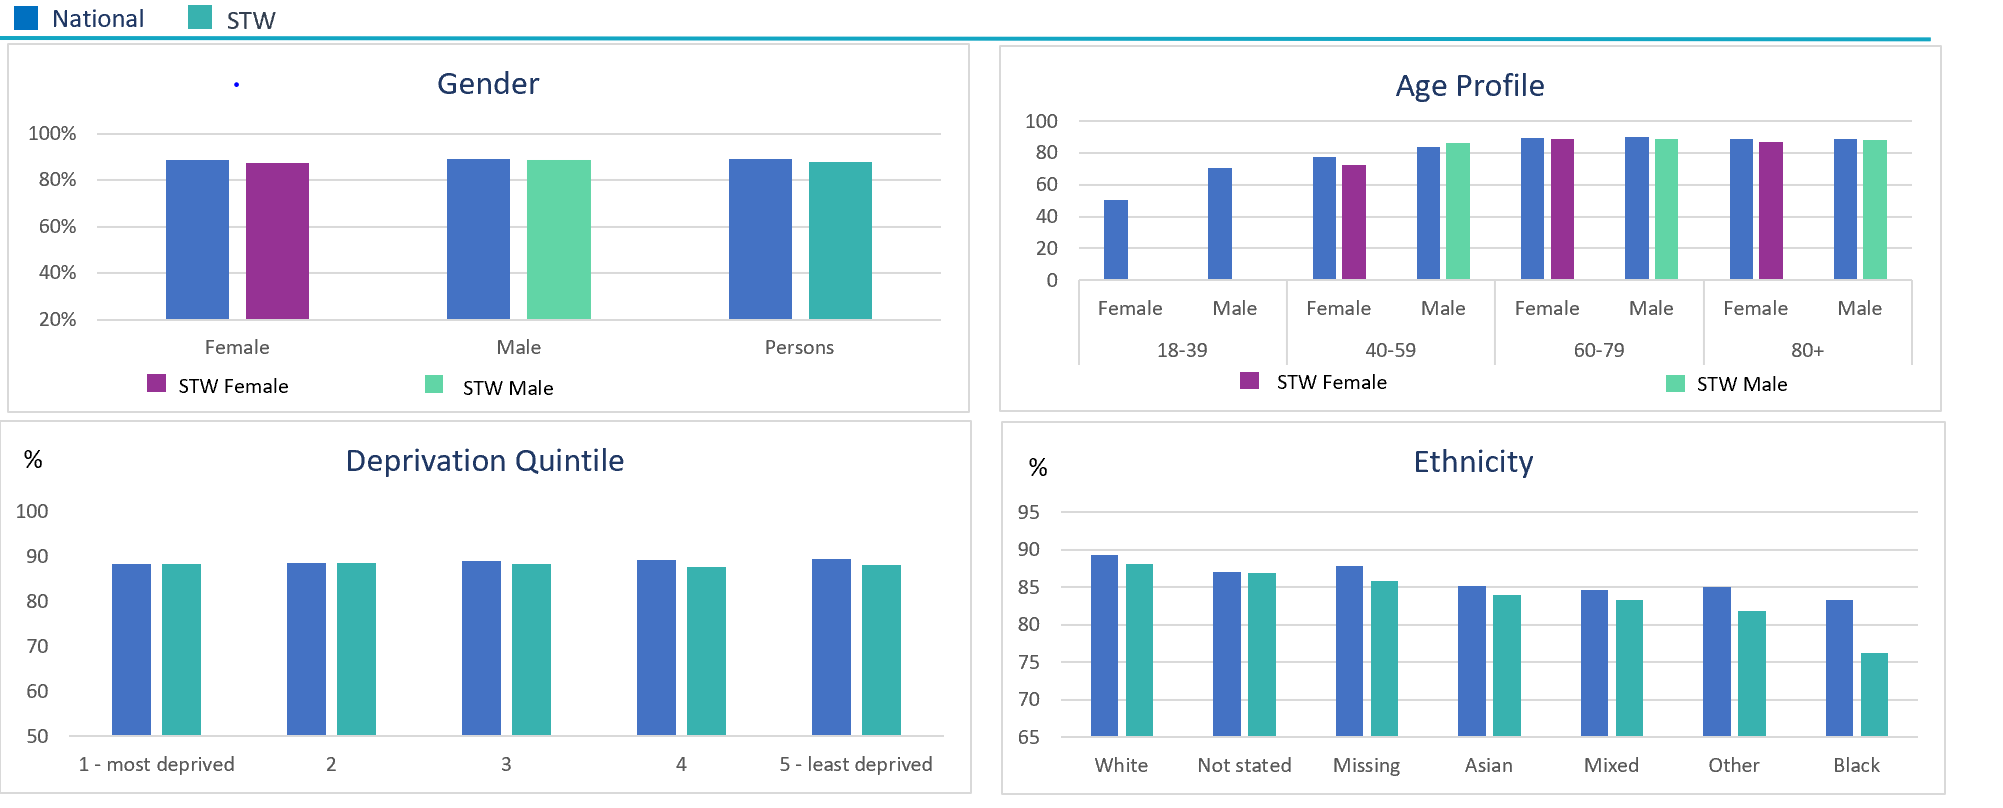 National STW
Gender
100%
80%
60%
40%
20%
Female Male Persons
STW Female STW Male
Age Profile
100
80
60
40
20
0
Female Male Female Male Female Male Female Male
18-39 40-59 60-79 80+
STW Female STW Male
%
Deprivation Quintile
100
90
80
70
60
50
1 - most deprived 2 3 4 5 - least deprived
%
Ethnicity
95
90
85
80
75
70
65
White Not stated Missing Asian Mixed Other Black